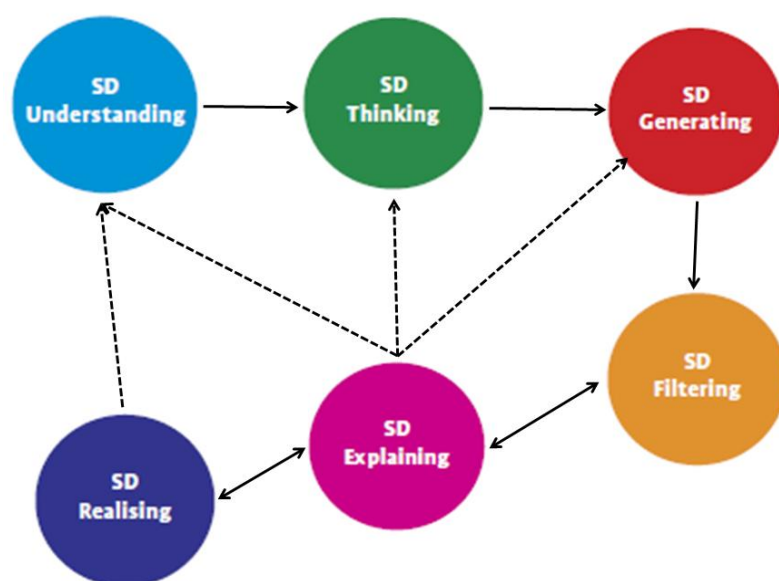 SD
Understanding
SD
Thinking
SD
Generating
SD
Filtering
SD
Explaining
SD
Realising